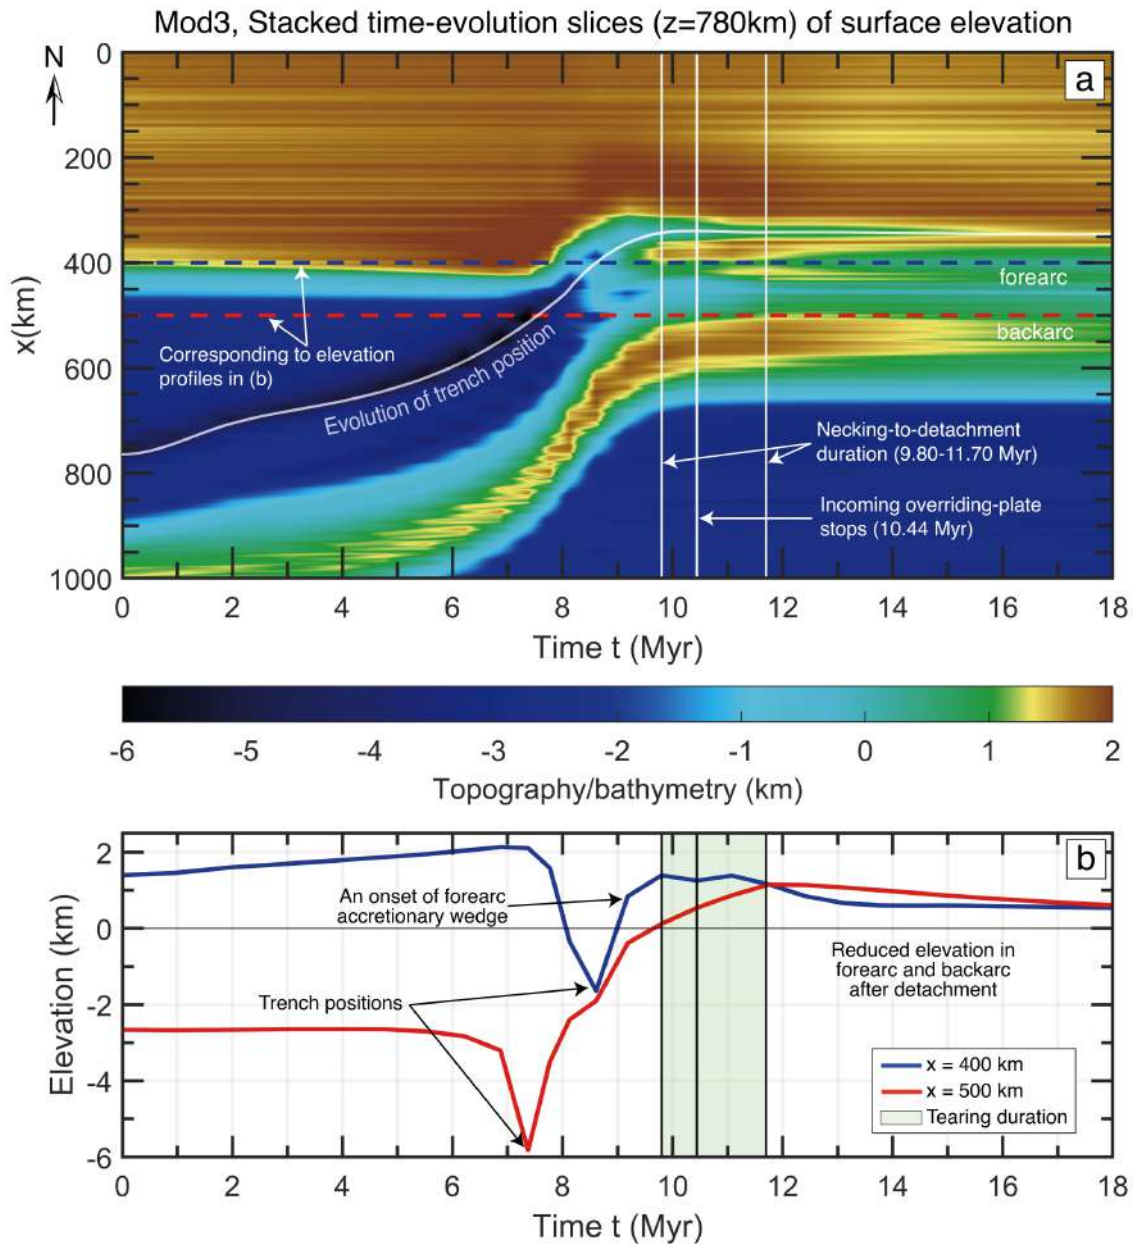 Mod3, Stacked time-evolution slices (z=780km) of surface elevation
N
a
0
200
400
600
800
1000
x(km)
forearc
backarc
Corresponding to elevation
profiles in (b)
Evolution of trench position
Necking-to-detachment
duration (9.80-11.70 Myr)
Incoming overriding-plate
stops (10.44 Myr)
0 2 4 6 8 10 12 14 16 18
Time t (Myr)
-6 -5 -4 -3 -2 -1 0 1 2
Topography/bathymetry (km)
b
2
0
-2
-4
-6
Elevation (km)
An onset of forearc
accretionary wedge
Trench positions
Reduced elevation in
forearc and backarc
after detachment
x = 400 km
x = 500 km
Tearing duration
0 2 4 6 8 10 12 14 16 18
Time t (Myr)